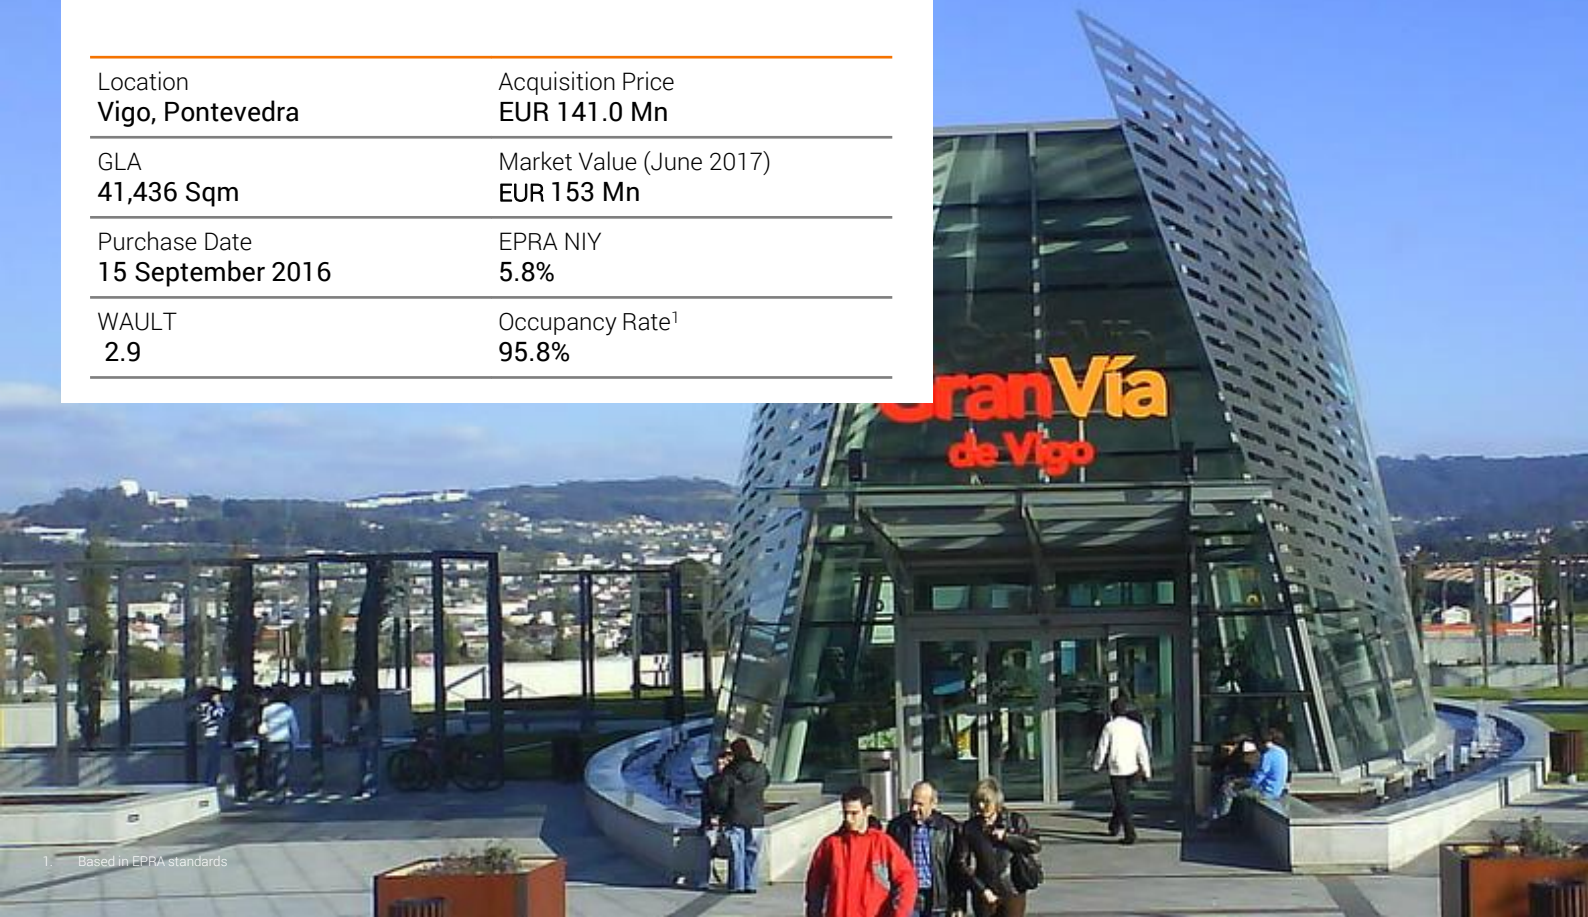 Location
Vigo, Pontevedra
Acquisition Price
EUR 141.0 Mn
GLA
41,436 Sqm
Market Value (June 2017)
EUR 153 Mn
Purchase Date
15 September 2016
EPRA NIY
5.8%
WAULT
2.9
Occupancy Rate1
95.8%
GranVía
de Vigo
1. Based in EPRA standards